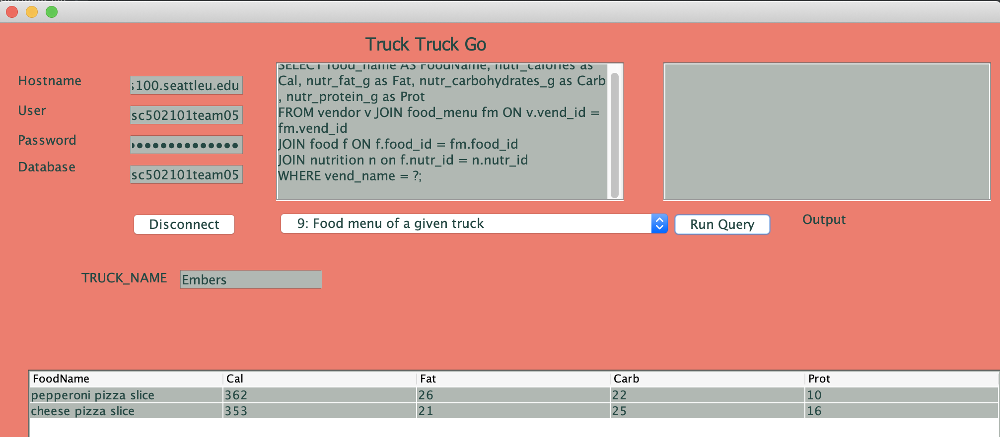 Truck Truck Go
Hostname
s100.seattleu.edu
User
sc502101team05
Password
Database
sc502101team05
SELECT food_name AS FoodName, nutr_calories as
Cal, nutr_fat_g as Fat, nutr_carbohydrates_g as Carb
, nutr_protein_g as Prot
FROM vendor v JOIN food_menu fm ON v.vend_id =
fm.vend_id
JOIN food f ON f.food_id = fm.food_id
JOIN nutrition n on f.nutr_id = n.nutr_id
WHERE vend_name = ?;
Disconnect
9: Food menu of a given truck
Run Query
Output
TRUCK_NAME
Embers
FoodName Cal Fat Carb Prot
pepperoni pizza slice 362 26 22 10
cheese pizza slice 353 21 25 16